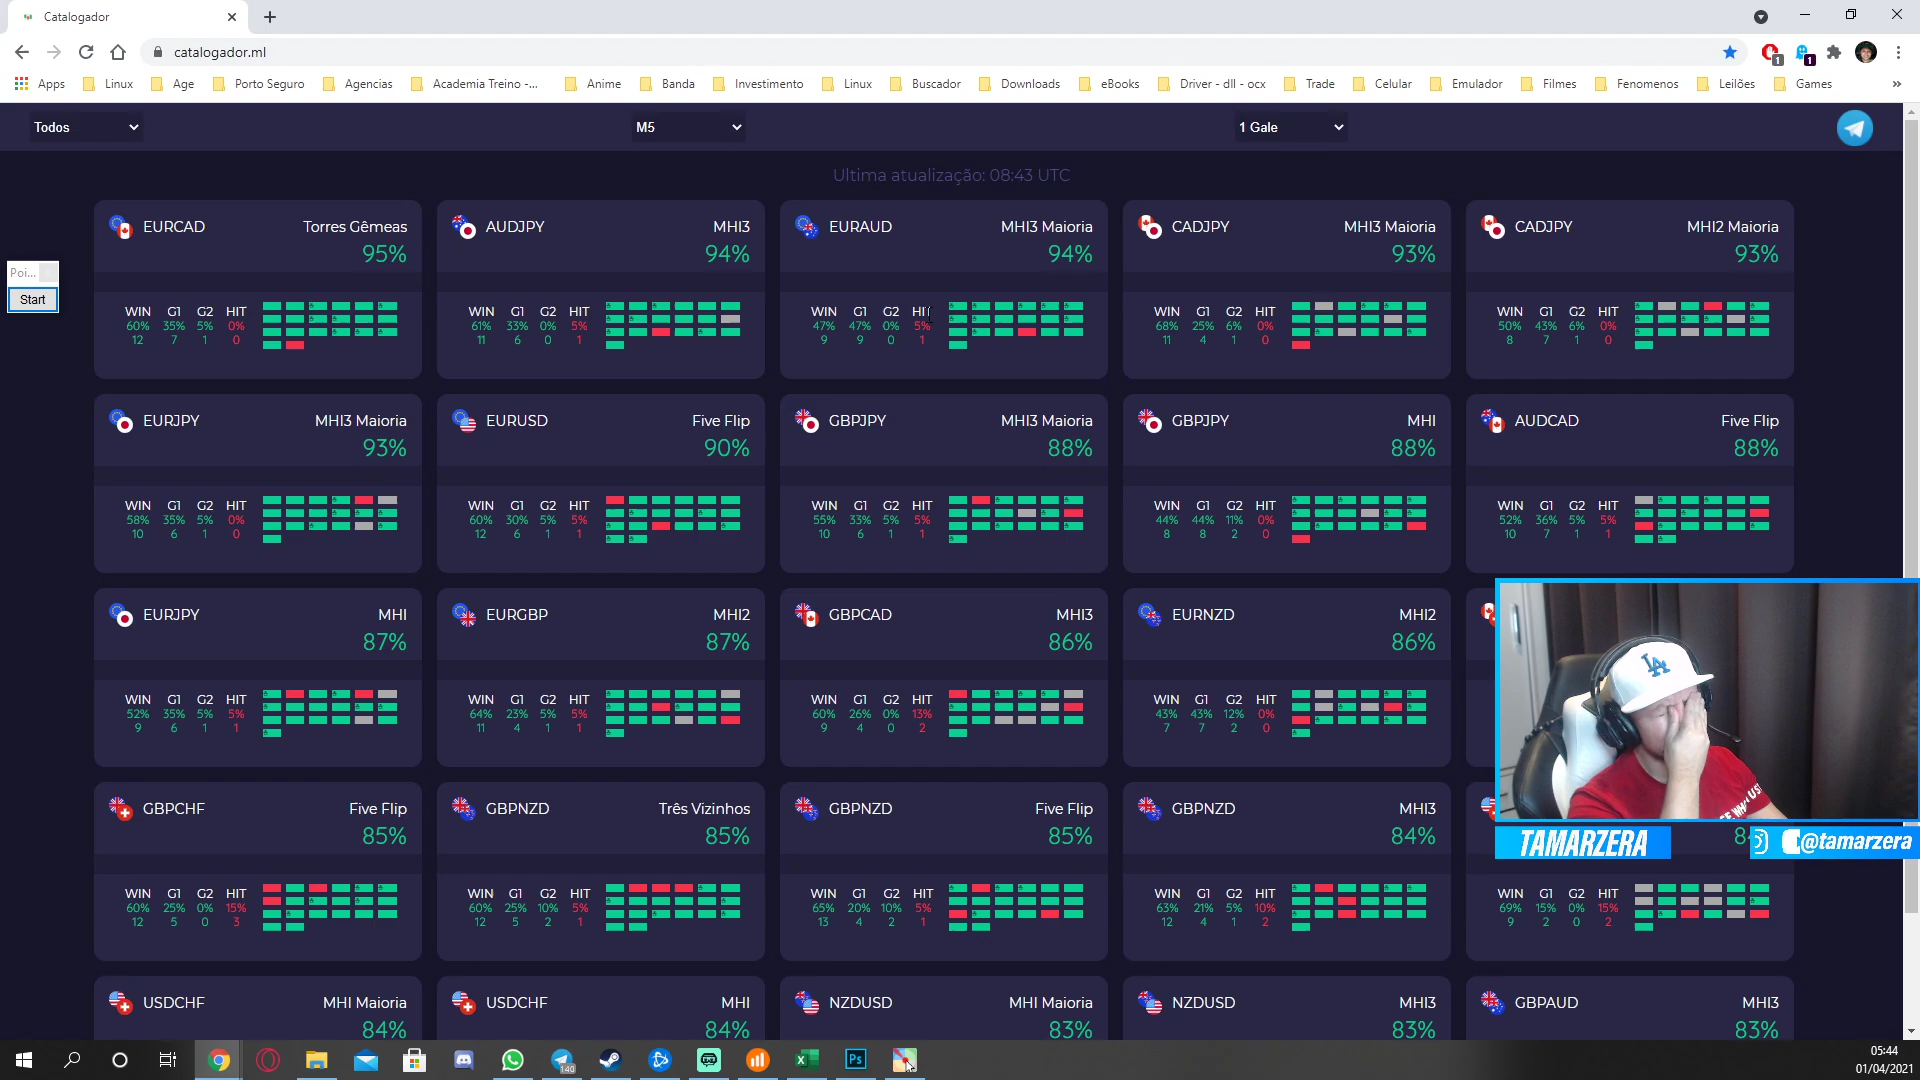 Catalogador
catalogador.ml
1
1
Apps
Linux
Age
Porto Seguro
Agencias
Academia Treino -...
Anime
Banda
Investimento
Linux
Buscador
Downloads
eBooks
Driver - dll - ocx
Trade
Celular
Emulador
Filmes
Fenomenos
Leilões
Games
»
Todos
M5
1 Gale
Ultima atualização: 08:43 UTC
Poi...
Start
EURCAD Torres Gêmeas
95%
WIN G1 G2 HIT
60% 35% 5% 0%
12 7 1 0
AUDJPY MHI3
94%
WIN G1 G2 HIT
61% 33% 0% 5%
11 6 0 1
EURAUD MHI3 Maioria
94%
WIN G1 G2 HIT
47% 47% 0% 5%
9 9 0 1
CADJPY MHI3 Maioria
93%
WIN G1 G2 HIT
68% 25% 6% 0%
11 4 1 0
CADJPY MHI2 Maioria
93%
WIN G1 G2 HIT
50% 43% 6% 0%
8 7 1 0
EURJPY MHI3 Maioria
93%
WIN G1 G2 HIT
58% 35% 5% 0%
10 6 1 0
EURUSD Five Flip
90%
WIN G1 G2 HIT
60% 30% 5% 5%
12 6 1 1
GBPJPY MHI3 Maioria
88%
WIN G1 G2 HIT
55% 33% 5% 5%
10 6 1 1
GBPJPY MHI
88%
WIN G1 G2 HIT
44% 44% 11% 0%
8 8 2 0
AUDCAD Five Flip
88%
WIN G1 G2 HIT
52% 36% 5% 5%
10 7 1 1
EURJPY MHI
87%
WIN G1 G2 HIT
52% 35% 5% 5%
9 6 1 1
EURGBP MHI2
87%
WIN G1 G2 HIT
64% 23% 5% 5%
11 4 1 1
GBPCAD MHI3
86%
WIN G1 G2 HIT
60% 26% 0% 13%
9 4 0 2
EURNZD MHI2
86%
WIN G1 G2 HIT
43% 43% 12% 0%
7 7 2 0
LA
TAMARZERA
@tamarzera
GBPCHF Five Flip
85%
WIN G1 G2 HIT
60% 25% 0% 15%
12 5 0 3
GBPNZD Três Vizinhos
85%
WIN G1 G2 HIT
60% 25% 10% 5%
12 5 2 1
GBPNZD Five Flip
85%
WIN G1 G2 HIT
65% 20% 10% 5%
13 4 2 1
GBPNZD MHI3
84%
WIN G1 G2 HIT
63% 21% 5% 10%
12 4 1 2
WIN G1 G2 HIT
69% 15% 0% 15%
9 2 0 2
USDCHF MHI Maioria
84%
USDCHF MHI
84%
NZDUSD MHI Maioria
83%
NZDUSD MHI3
83%
GBPAUD MHI3
83%
140
Ps
05:44
01/04/2021